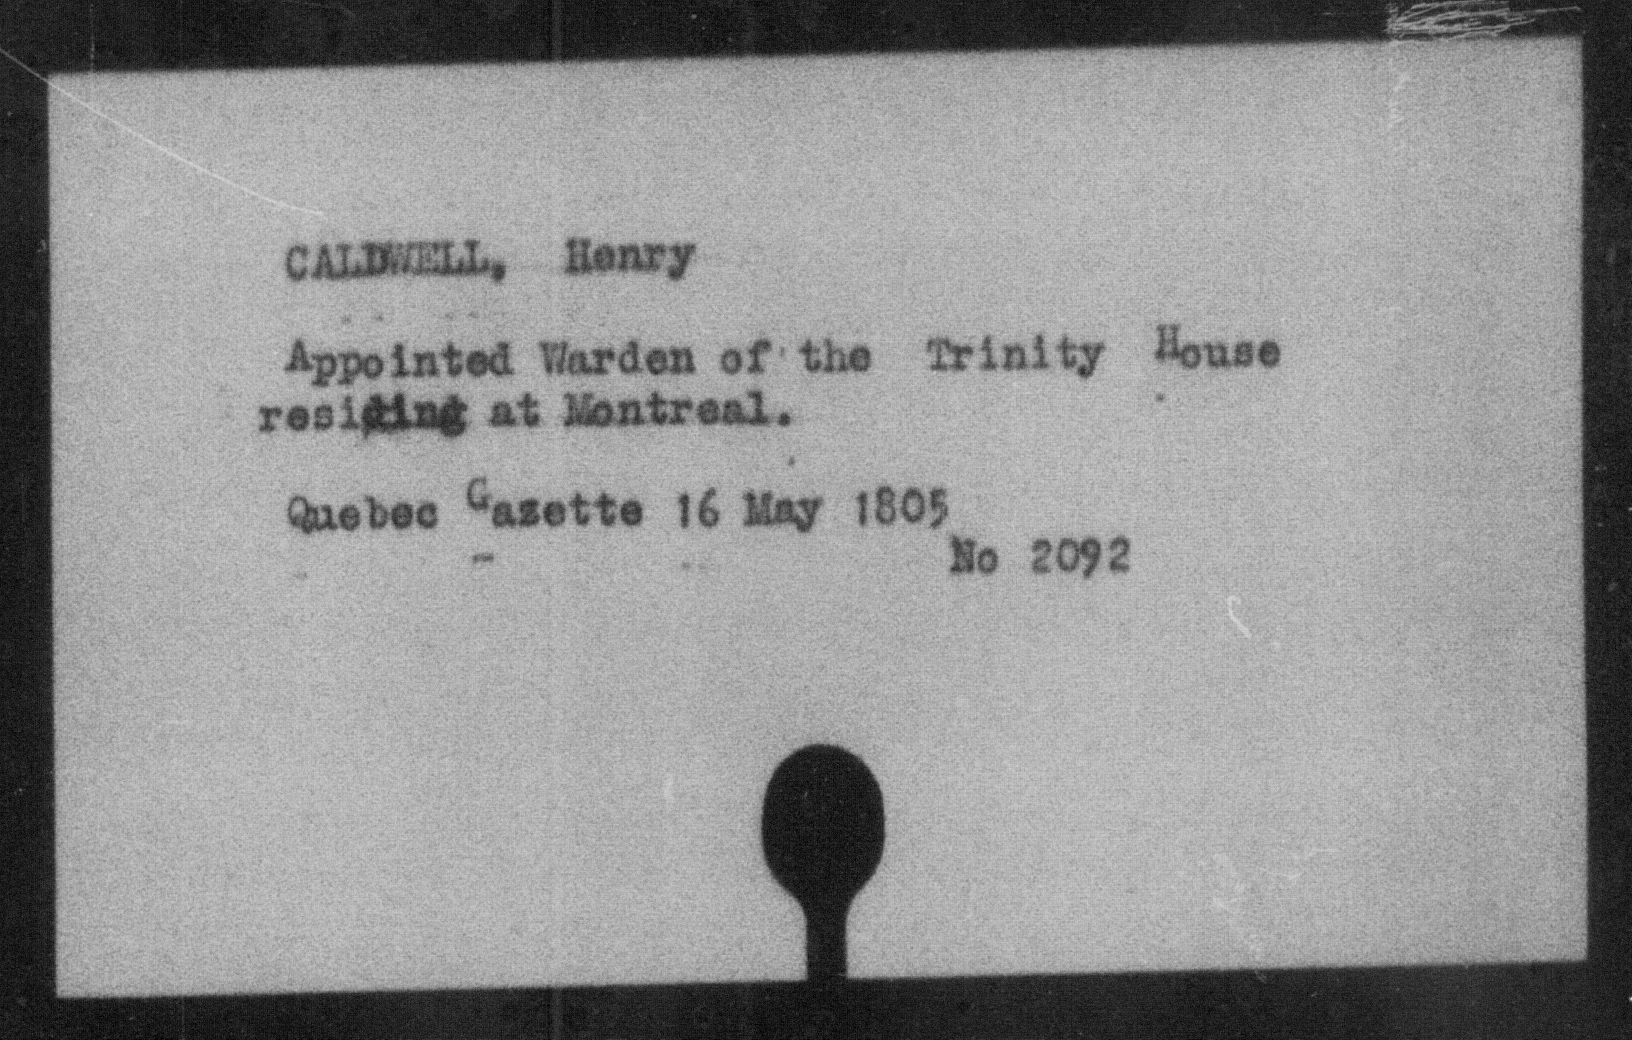 CALDWELL, Henry
Appointed Warden of the Trinity House
residing at Montreal.
Quebec Gazette 16 May 1805
No 2092